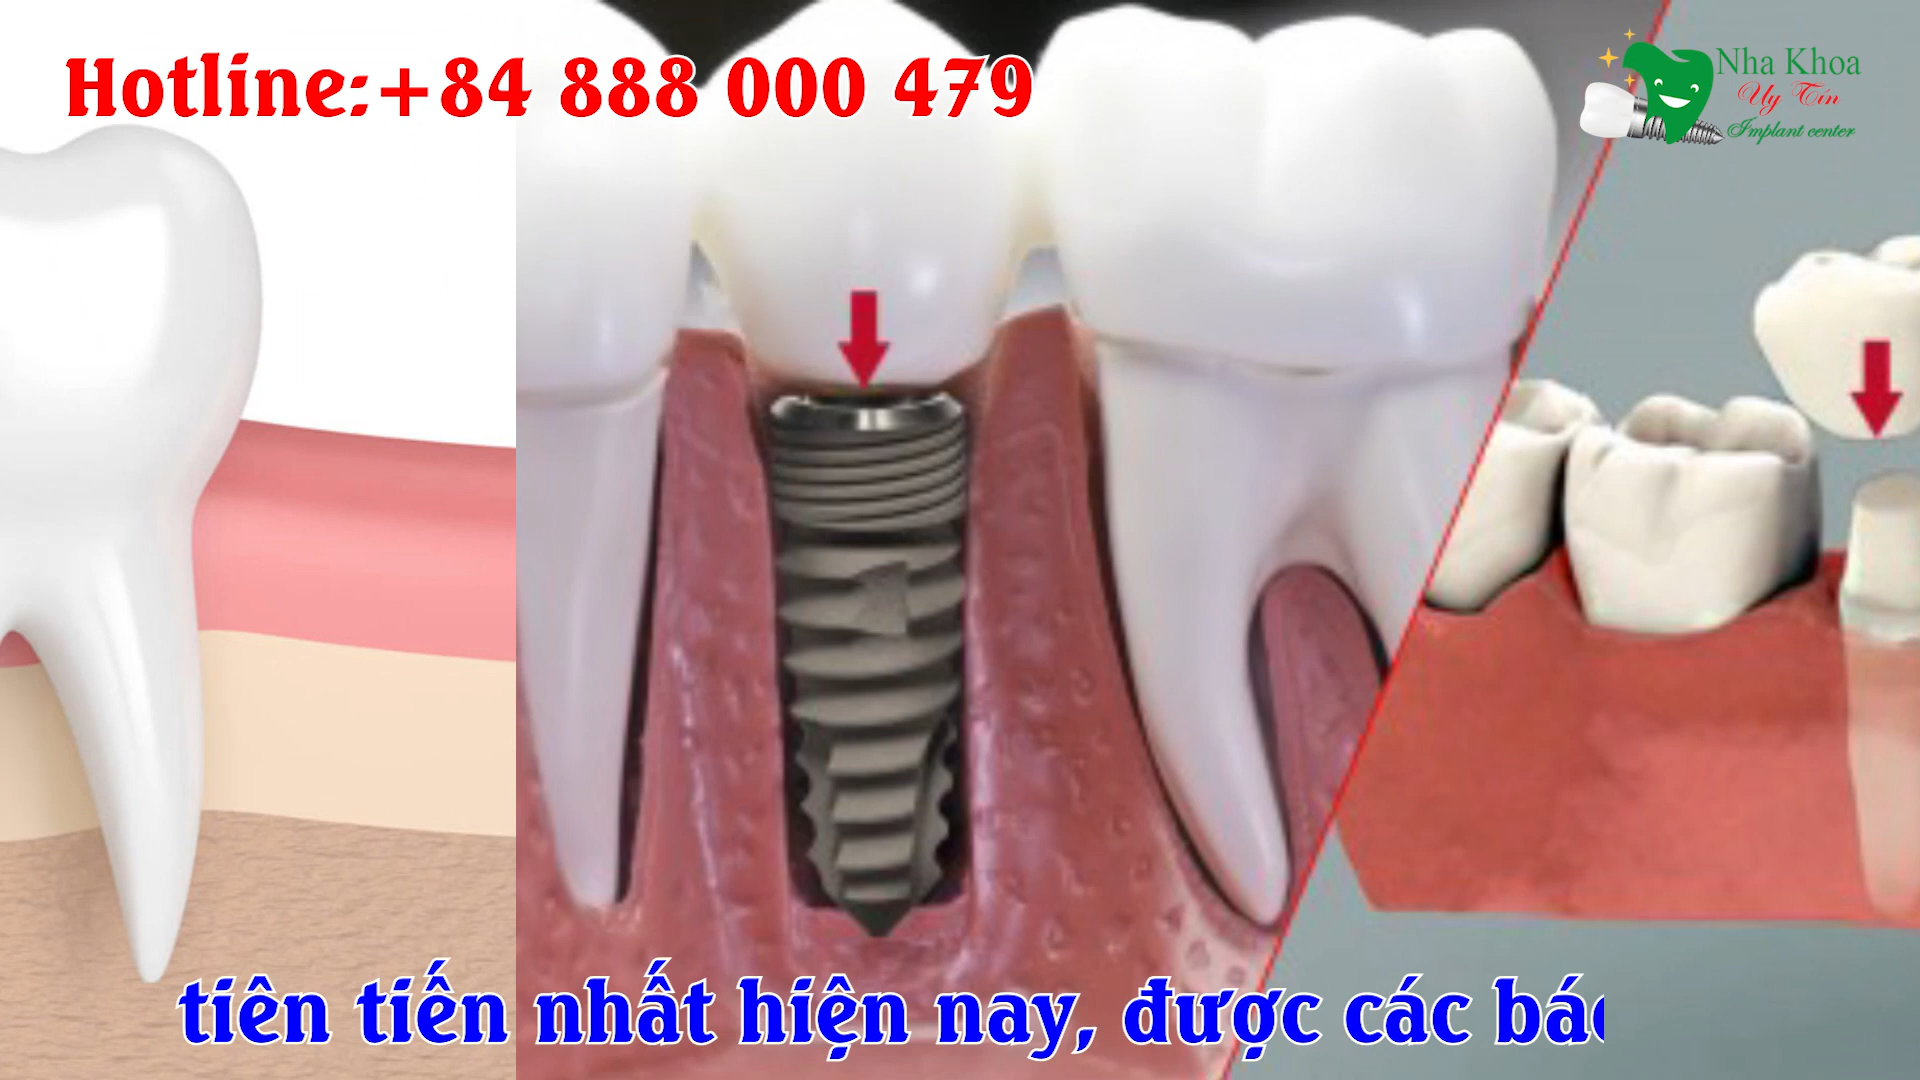 Hotline:+84 888 000 479
Nha Khoa
Uy Tín
Implant center
tiên tiến nhất hiện nay, được các